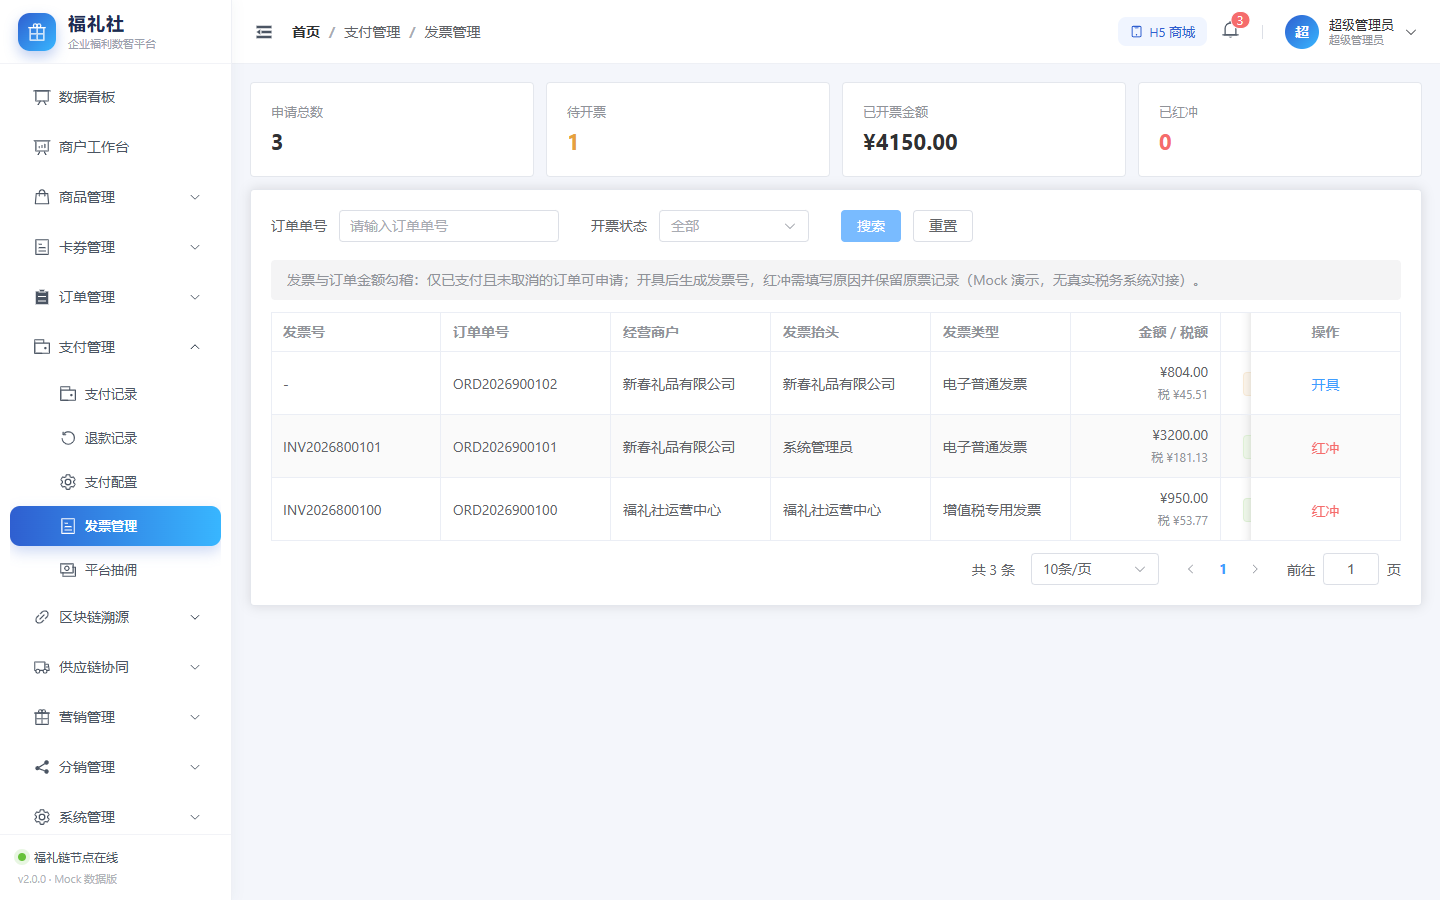 福礼社
企业福利数智平台
首页 / 支付管理 / 发票管理
H5 商城
3
超
超级管理员
超级管理员
数据看板
商户工作台
商品管理
卡券管理
订单管理
支付管理
支付记录
退款记录
支付配置
发票管理
平台抽佣
区块链溯源
供应链协同
营销管理
分销管理
系统管理
福礼链节点在线
v2.0.0 · Mock 数据版
申请总数
3
待开票
1
已开票金额
¥4150.00
已红冲
0
订单单号 请输入订单单号 开票状态 全部 搜索 重置
发票与订单金额勾稽：仅已支付且未取消的订单可申请；开具后生成发票号，红冲需填写原因并保留原票记录（Mock 演示，无真实税务系统对接）。
发票号 订单单号 经营商户 发票抬头 发票类型 金额 / 税额 操作
- ORD2026900102 新春礼品有限公司 新春礼品有限公司 电子普通发票 ¥804.00 开具
税 ¥45.51
INV2026800101 ORD2026900101 新春礼品有限公司 系统管理员 电子普通发票 ¥3200.00 红冲
税 ¥181.13
INV2026800100 ORD2026900100 福礼社运营中心 福礼社运营中心 增值税专用发票 ¥950.00 红冲
税 ¥53.77
共 3 条 10条/页 1 前往 1 页